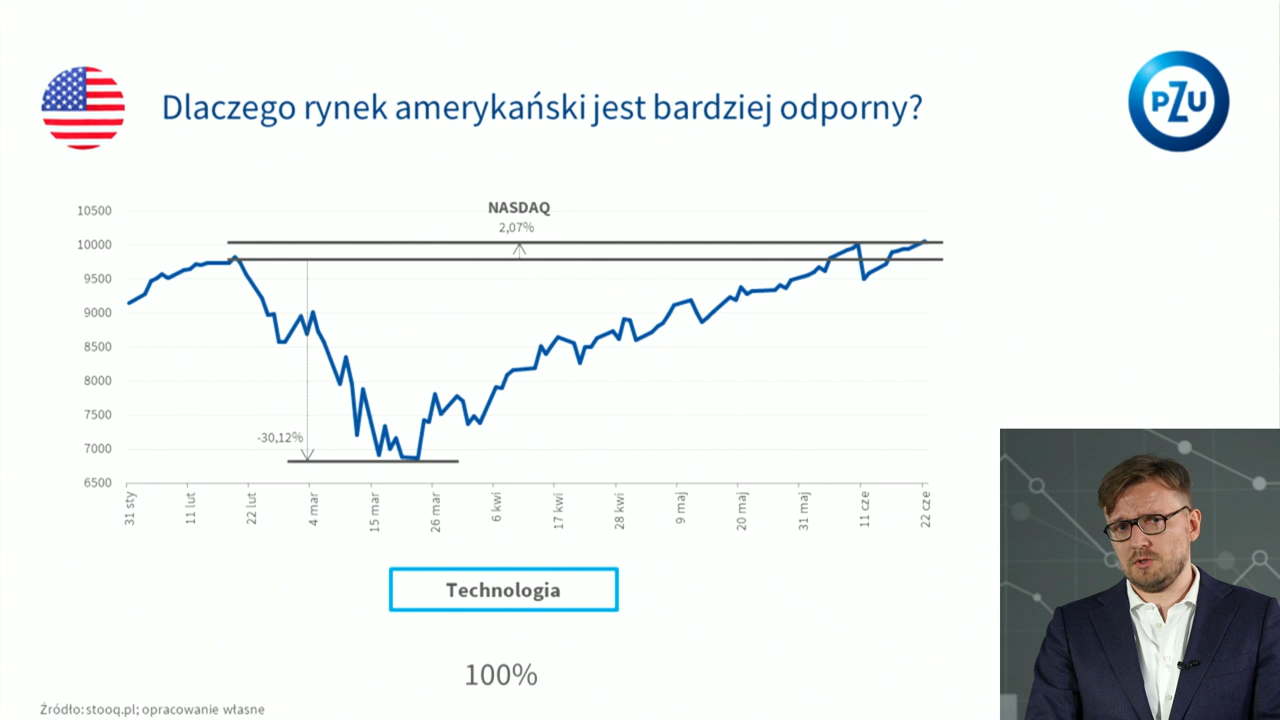 Dlaczego rynek amerykański jest bardziej odporny?
PZU
NASDAQ
2,07%
10500
10000
9500
9000
8500
8000
7500
7000
6500
-30,12%
31 sty
11 lut
22 lut
4 mar
15 mar
26 mar
6 kwi
17 kwi
28 kwi
9 maj
20 maj
31 maj
11 cze
22 cze
Technologia
100%
Źródło: stooq.pl; opracowanie własne